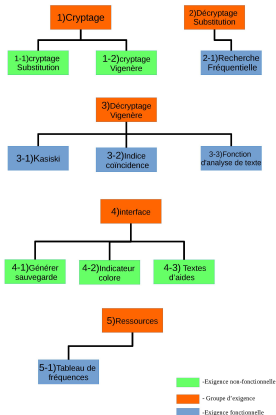 1)Cryptage
2)Décryptage
Substitution
1-1)cryptage
Substitution
1-2)cryptage
Vigenère
2-1)Recherche
Fréquentielle
3)Décryptage
Vigenère
3-1)Kasiski
3-2)Indice
coïncidence
3-3)Fonction
d'analyse de texte
4)interface
4-1)Générer
sauvegarde
4-2)Indicateur
colore
4-3) Textes
d'aides
5)Ressources
5-1)Tableau de
fréquences
-Exigence non-fonctionnelle
- Groupe d'exigence
-Exigence fonctionnelle